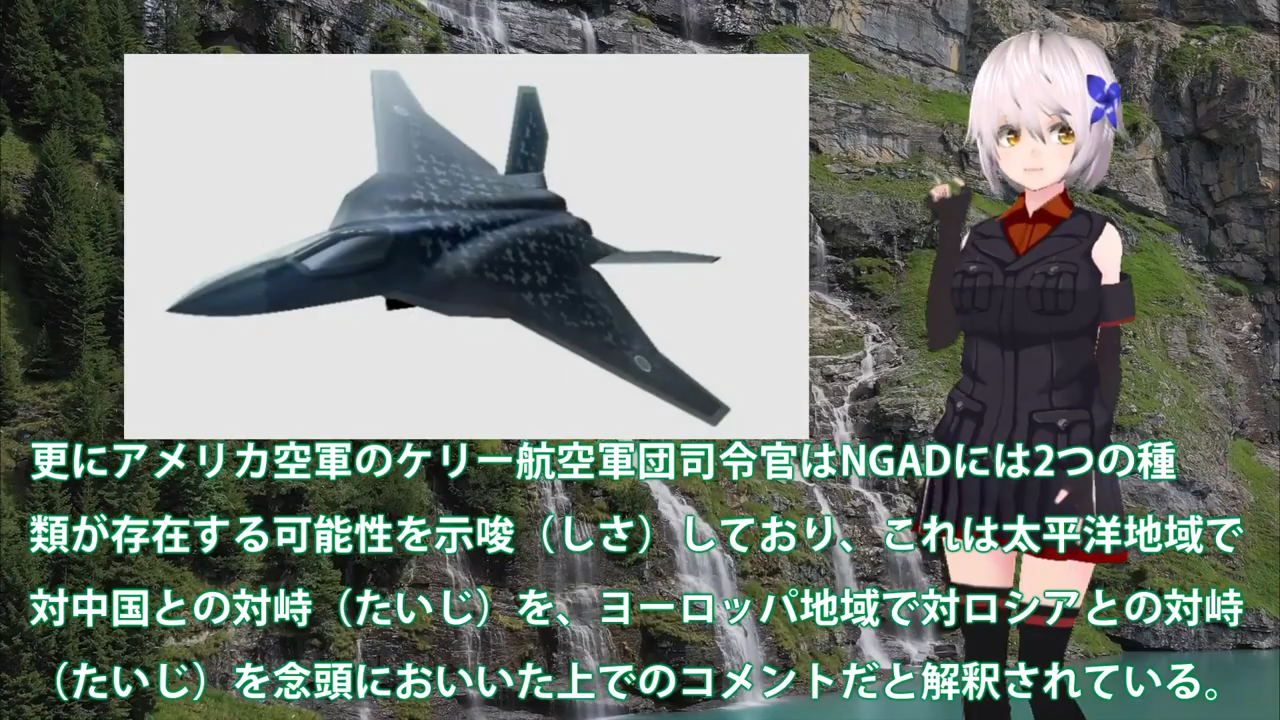 更にアメリカ空軍のケリー航空軍団司令官はNGADには2つの種
類が存在する可能性を示唆（しさ）しており、これは太平洋地域で
対中国との対峙（たいじ）を、ヨーロッパ地域で対ロシアとの対峙
（たいじ）を念頭においいた上でのコメントだと解釈されている。